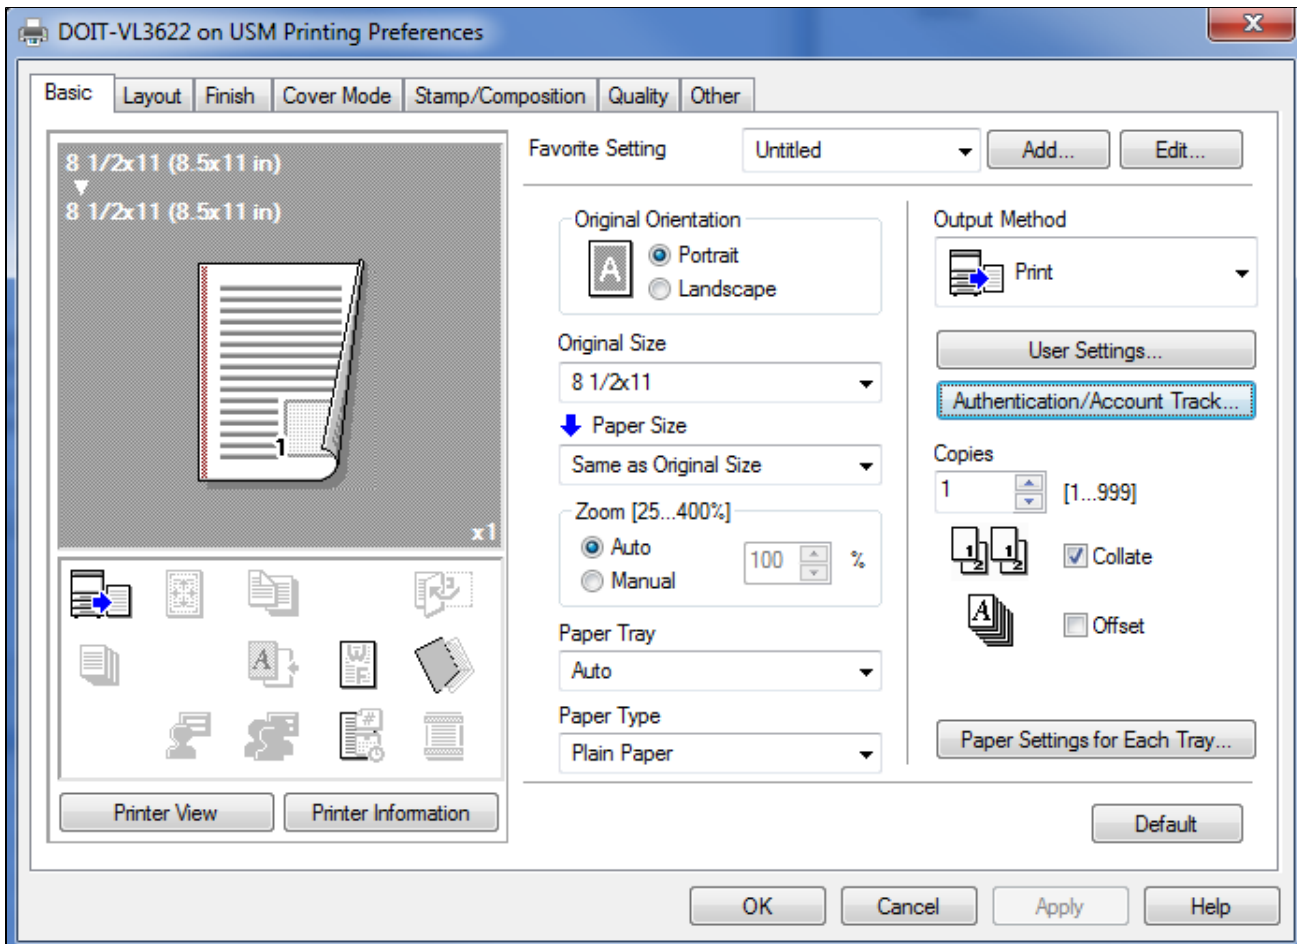 DOIT-VL3622 on USM Printing Preferences
Basic
Layout
Finish
Cover Mode
Stamp/Composition
Quality
Other
8 1/2x11 (8.5x11 in)
8 1/2x11 (8.5x11 in)
1
x1
A
W
F
#
Printer View
Printer Information
Favorite Setting
Untitled
Add...
Edit...
Original Orientation
A
Portrait
Landscape
Original Size
8 1/2x11
Paper Size
Same as Original Size
Zoom [25...400%]
Auto
Manual
100
%
Paper Tray
Auto
Paper Type
Plain Paper
Output Method
Print
User Settings...
Authentication/Account Track...
Copies
1
[1...999]
1 2 1 2
Collate
A
Offset
Paper Settings for Each Tray...
Default
OK
Cancel
Apply
Help